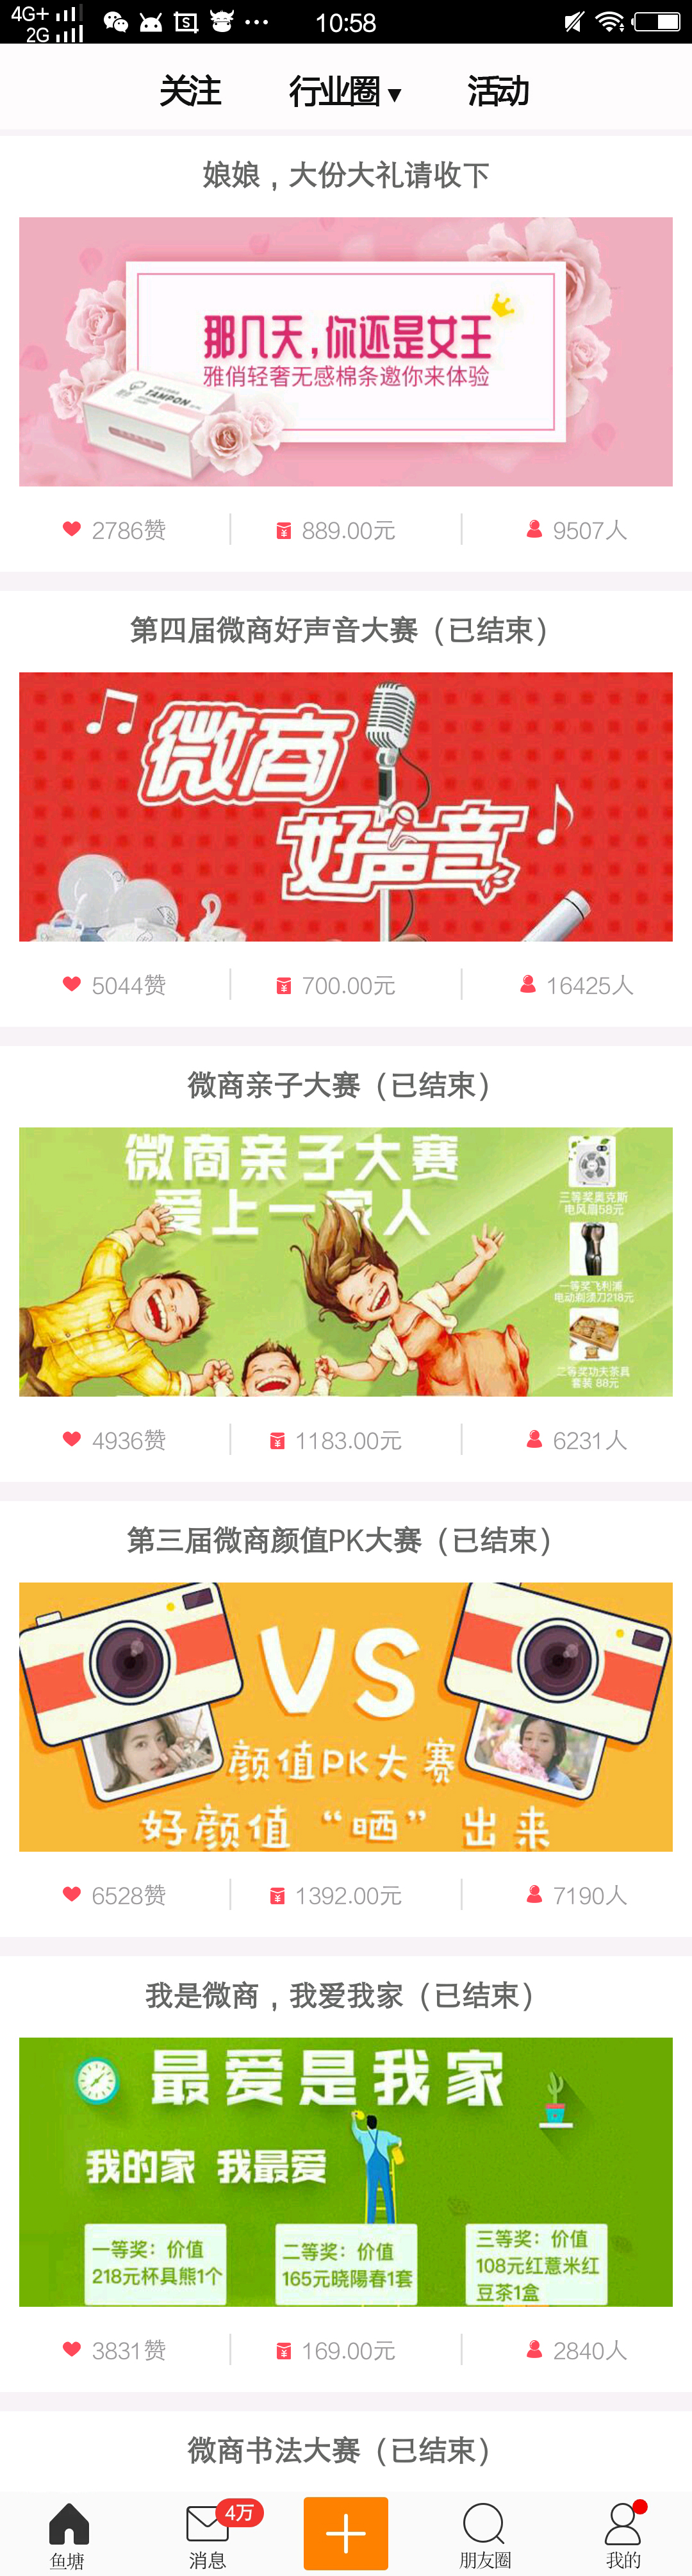 4G+
2G
10:58
关注
行业圈▼
活动
娘娘，大份大礼请收下
那几天，你还是女王
雅俏轻奢无感棉条邀你来体验
TAMPON
2786赞
889.00元
9507人
第四届微商好声音大赛（已结束）
微商
好声音
5044赞
700.00元
16425人
微商亲子大赛（已结束）
微商亲子大赛
爱上一家人
三等奖奥克斯
电风扇58元
一等奖飞利浦
电动剃须刀218元
二等奖功夫茶具
套装 88元
4936赞
1183.00元
6231人
第三届微商颜值PK大赛（已结束）
VS
颜值PK大赛
好颜值“晒”出来
6528赞
1392.00元
7190人
我是微商，我爱我家（已结束）
最爱是我家
我的家 我最爱
一等奖：价值
218元杯具熊1个
二等奖：价值
165元晓陽春1套
三等奖：价值
108元红薏米红
豆茶1盒
3831赞
169.00元
2840人
微商书法大赛（已结束）
4万
鱼塘
消息
朋友圈
我的